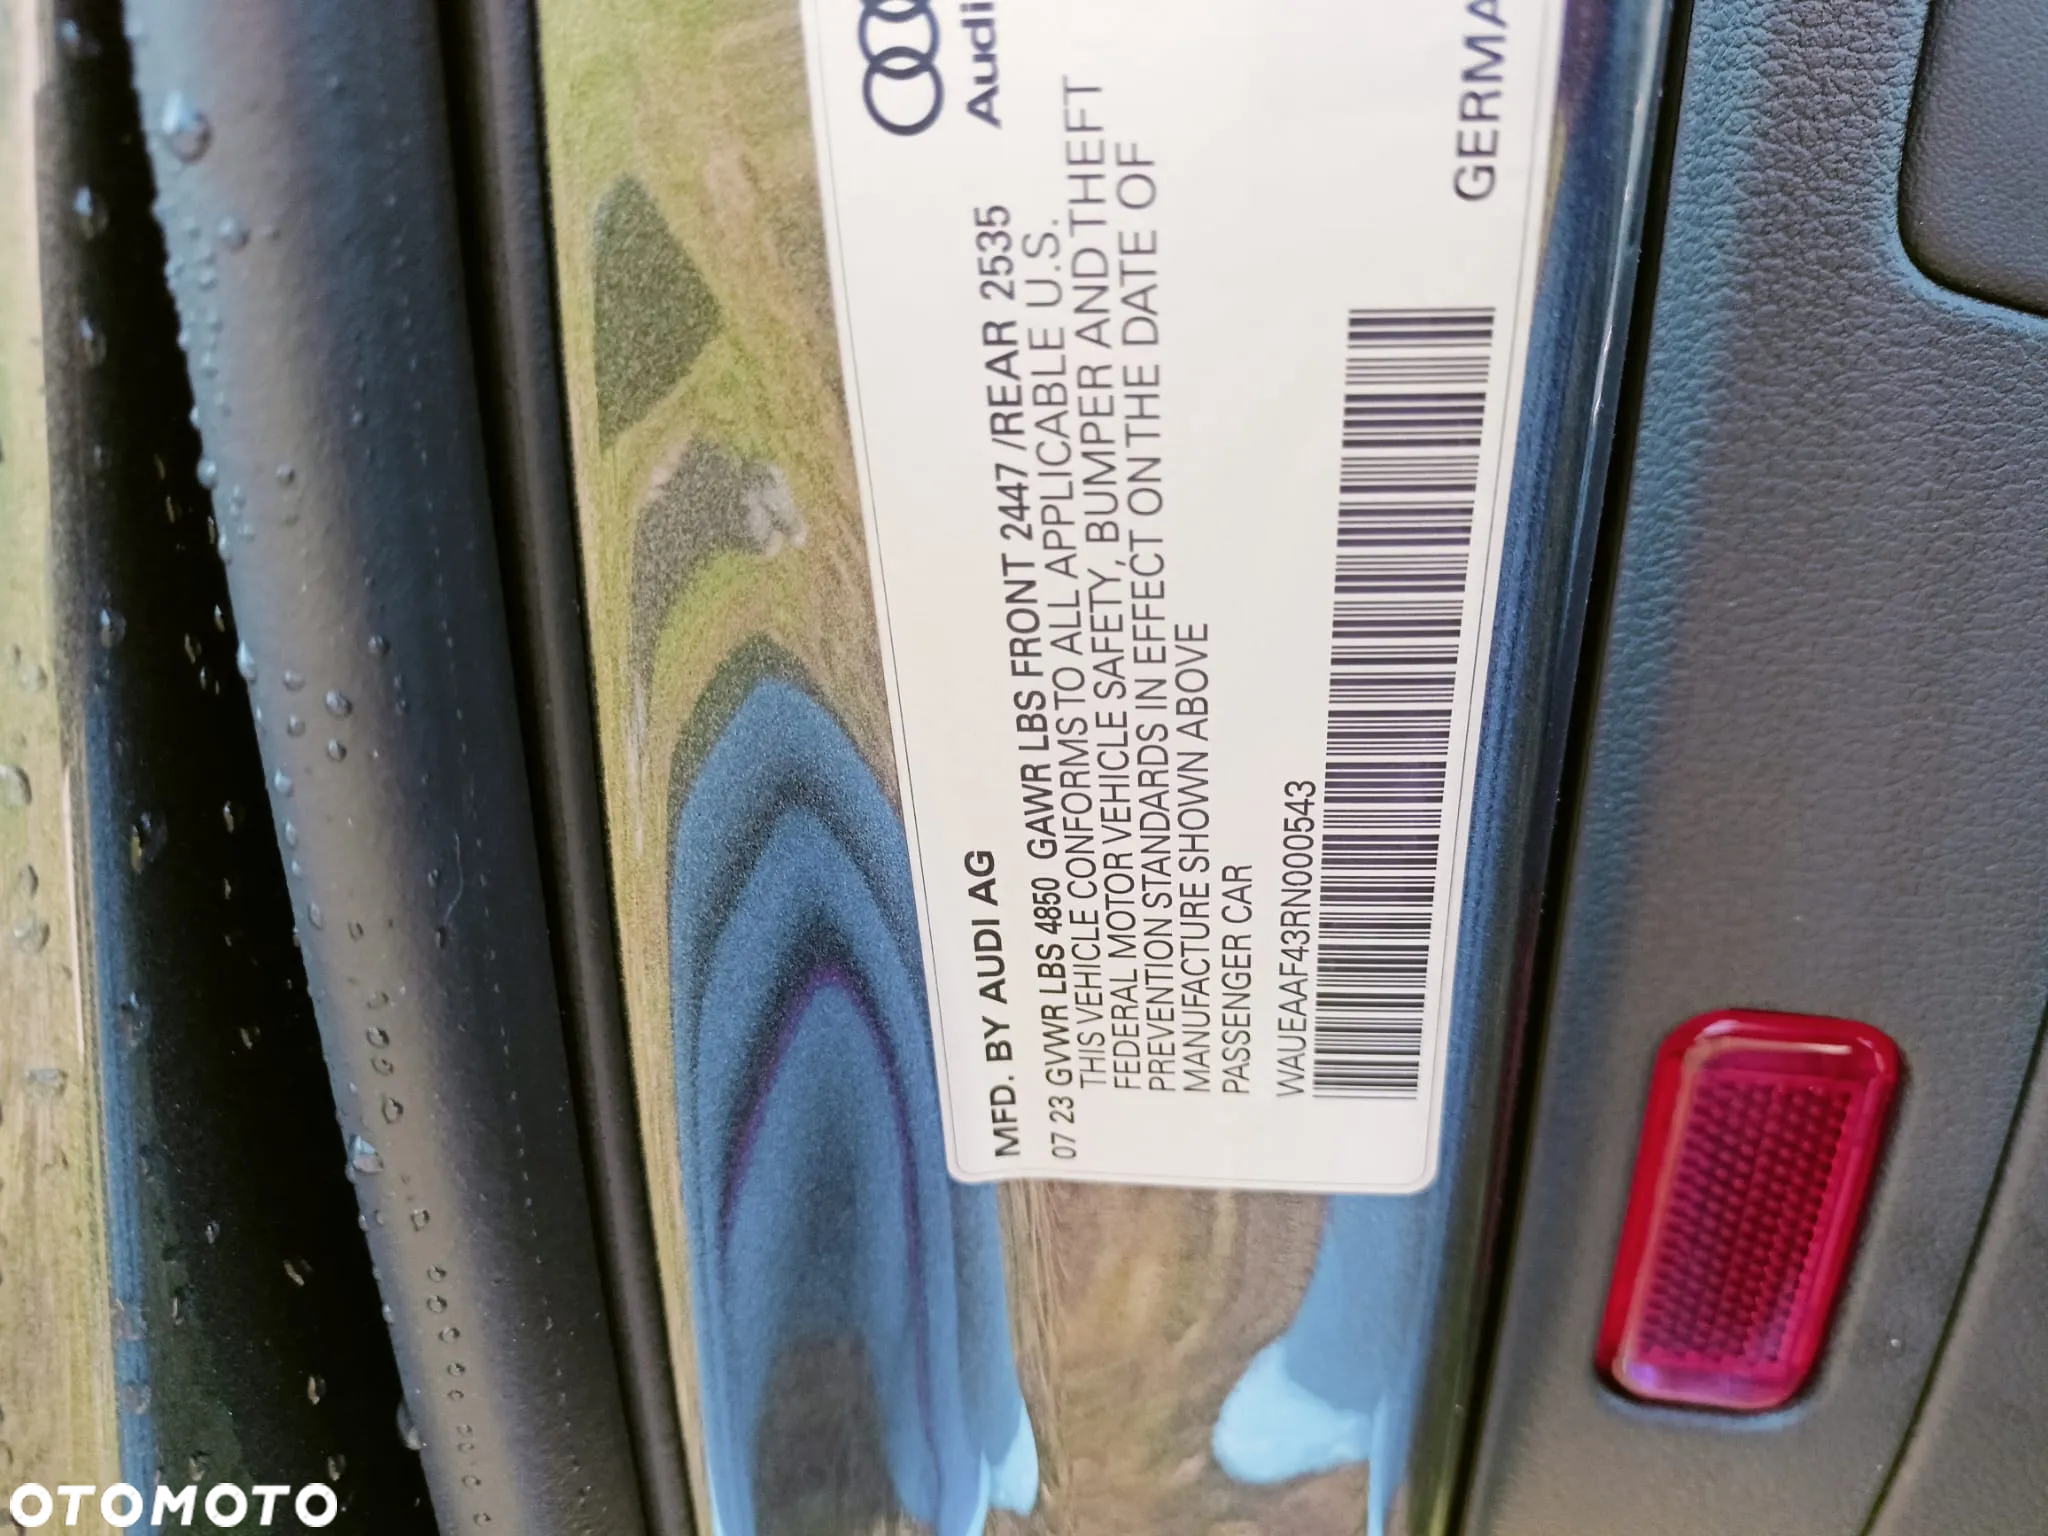 MFD. BY AUDI AG
07 23 GVWR LBS 4850 GAWR LBS FRONT 2447 /REAR 2535
THIS VEHICLE CONFORMS TO ALL APPLICABLE U.S.
FEDERAL MOTOR VEHICLE SAFETY, BUMPER AND THEFT
PREVENTION STANDARDS IN EFFECT ON THE DATE OF
MANUFACTURE SHOWN ABOVE
PASSENGER CAR
WAUEAAF43RN000543
Audi
GERMA
OTOMOTO